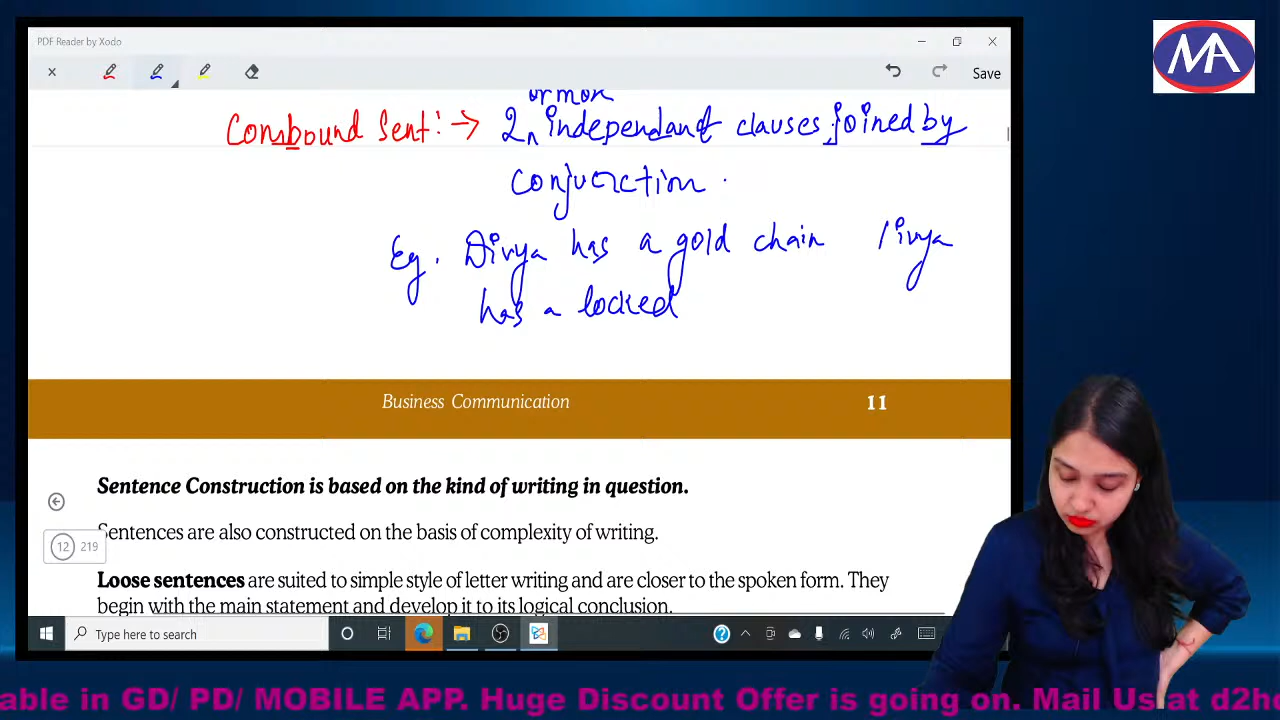 PDF Reader by Xodo
MA
Save
or more
Combound Sent: → 2 independant clauses joined by
conjunction.
Eg. Divya has a gold chain
has a locked
Business Communication 11
Sentence Construction is based on the kind of writing in question.
Sentences are also constructed on the basis of complexity of writing.
12 219
Loose sentences are suited to simple style of letter writing and are closer to the spoken form. They
begin with the main statement and develop it to its logical conclusion.
Type here to search
able in GD/ PD/ MOBILE APP. Huge Discount Offer is going on. Mail Us at d2h